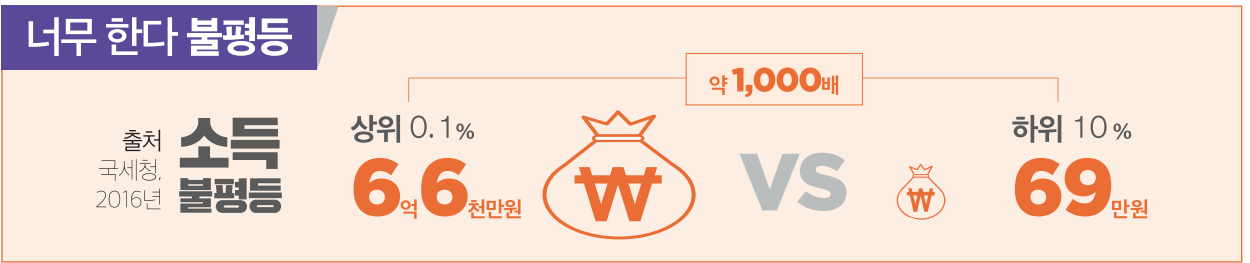 너무 한다 불평등
약 1,000배
출처
국세청,
2016년
소득
불평등
상위 0.1%
6억 6천만원
₩
VS
₩
하위 10%
69만원